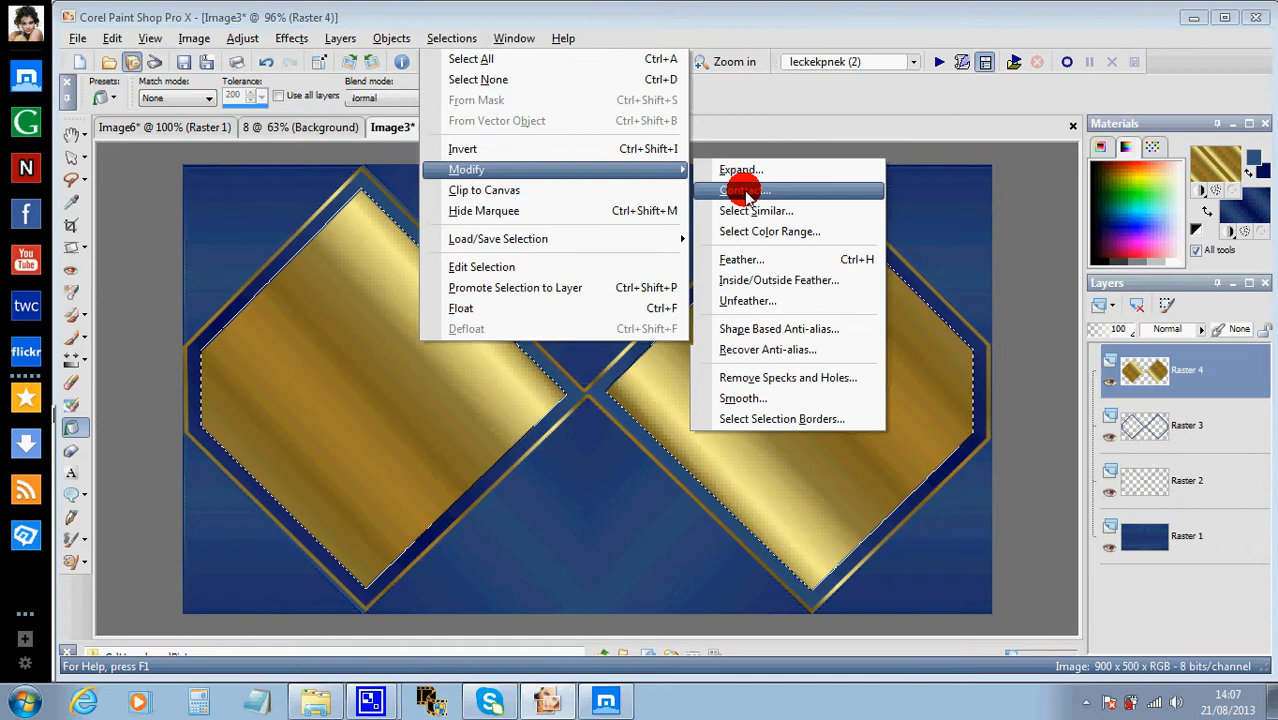 Corel Paint Shop Pro X - [Image3* @ 96% (Raster 4)]
File Edit View Image Adjust Effects Layers Objects Selections Window Help
Zoom in
leckekpnek (2)
Presets:
Match mode:
None
Tolerance:
200
Use all layers
Blend mode:
Image6* @ 100% (Raster 1)
8 @ 63% (Background)
Image3*
Select All Ctrl+A
Select None Ctrl+D
From Mask Ctrl+Shift+S
From Vector Object Ctrl+Shift+B
Invert Ctrl+Shift+I
Modify
Clip to Canvas
Hide Marquee Ctrl+Shift+M
Load/Save Selection
Edit Selection
Promote Selection to Layer Ctrl+Shift+P
Float Ctrl+F
Defloat Ctrl+Shift+F
Expand...
Contract...
Select Similar...
Select Color Range...
Feather... Ctrl+H
Inside/Outside Feather...
Unfeather...
Shape Based Anti-alias...
Recover Anti-alias...
Remove Specks and Holes...
Smooth...
Select Selection Borders...
Materials
All tools
Layers
100 Normal None
Raster 4
Raster 3
Raster 2
Raster 1
G
N
You
Tube
twc
flickr
A
For Help, press F1
Image: 900 x 500 x RGB - 8 bits/channel
14:07
21/08/2013